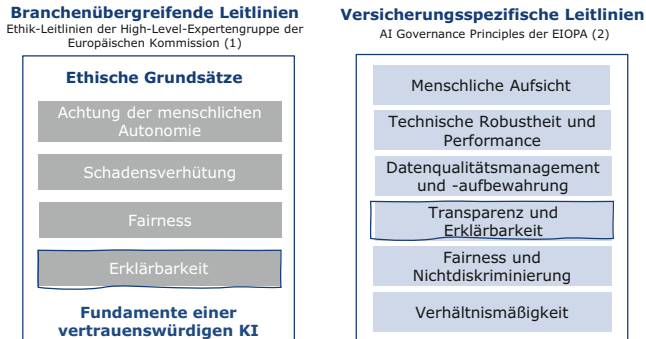 Branchenübergreifende Leitlinien
Ethik-Leitlinien der High-Level-Expertengruppe der
Europäischen Kommission (1)
Ethische Grundsätze
Achtung der menschlichen
Autonomie
Schadensverhütung
Fairness
Erklärbarkeit
Fundamente einer
vertrauenswürdigen KI
Versicherungsspezifische Leitlinien
AI Governance Principles der EIOPA (2)
Menschliche Aufsicht
Technische Robustheit und
Performance
Datenqualitätsmanagement
und -aufbewahrung
Transparenz und
Erklärbarkeit
Fairness und
Nichtdiskriminierung
Verhältnismäßigkeit